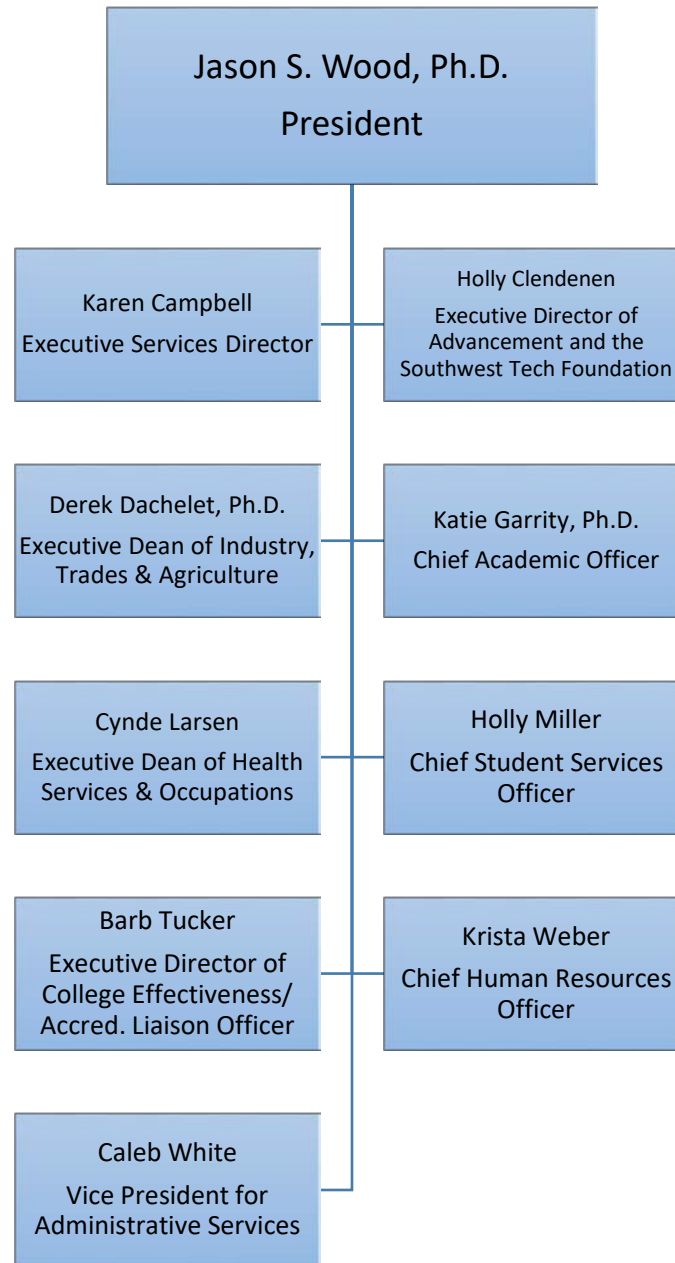 Jason S. Wood, Ph.D.
President
Karen Campbell
Executive Services Director
Holly Clendenen
Executive Director of
Advancement and the
Southwest Tech Foundation
Derek Dachelet, Ph.D.
Executive Dean of Industry,
Trades & Agriculture
Katie Garrity, Ph.D.
Chief Academic Officer
Cynde Larsen
Executive Dean of Health
Services & Occupations
Holly Miller
Chief Student Services
Officer
Barb Tucker
Executive Director of
College Effectiveness/
Accred. Liaison Officer
Krista Weber
Chief Human Resources
Officer
Caleb White
Vice President for
Administrative Services